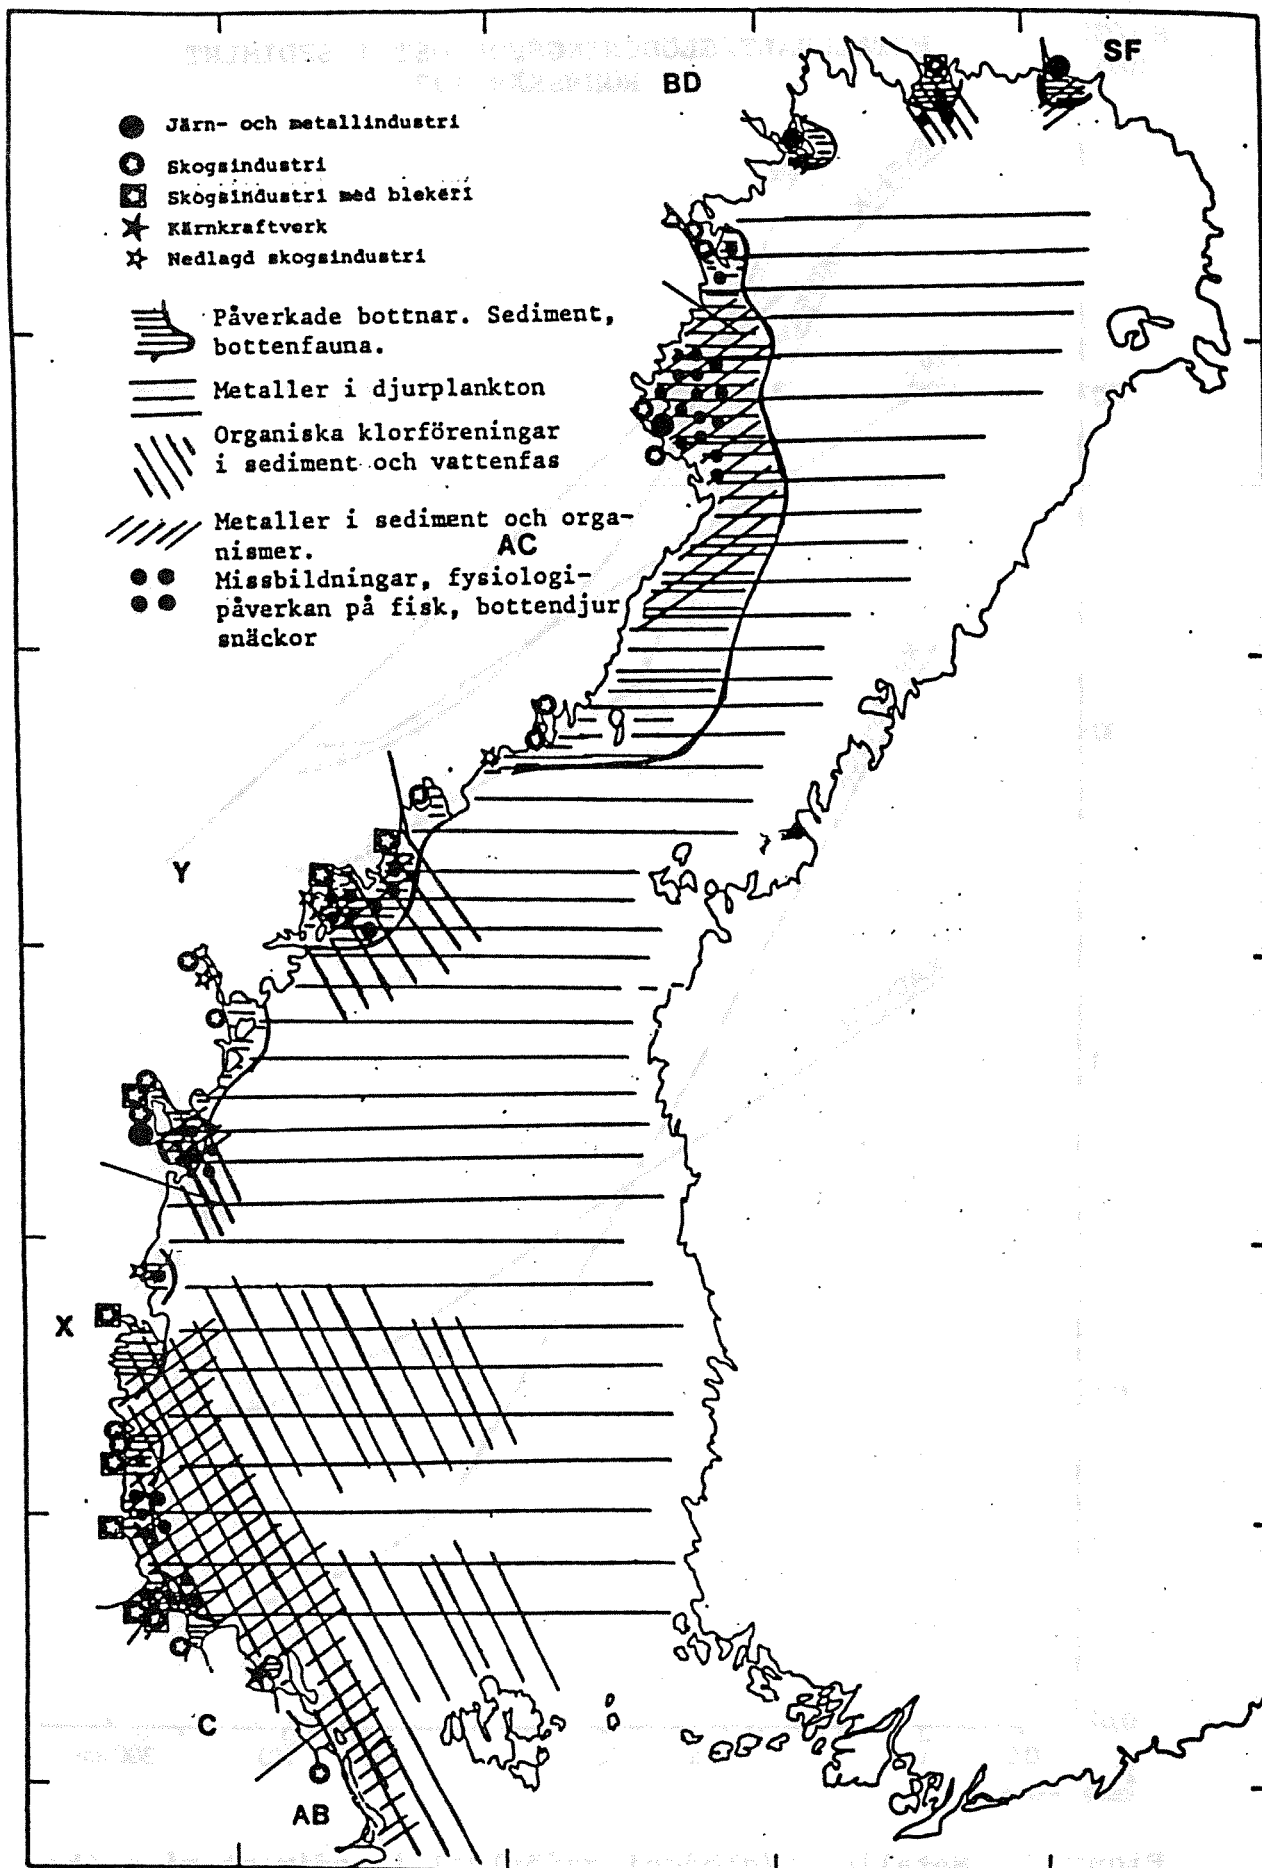 SF
BD
Järn- och metallindustri
Skogsindustri
Skogsindustri med blekeri
Kärnkraftverk
Nedlagd skogsindustri
Påverkade bottnar. Sediment,
bottenfauna.
Metaller i djurplankton
Organiska klorföreningar
i sediment och vattenfas
Metaller i sediment och orga-
nismer.
AC
Missbildningar, fysiologi-
påverkan på fisk, bottendjur
snäckor
Y
X
C
AB